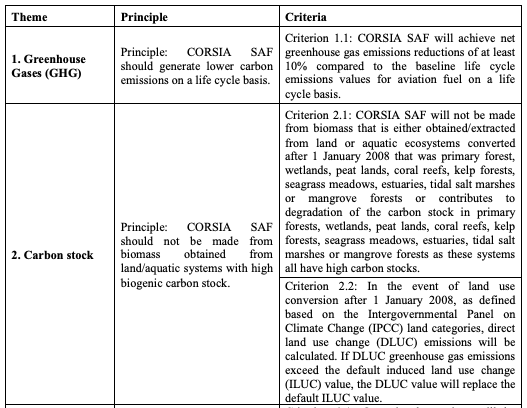 Theme
Principle
Criteria
1. Greenhouse
Gases (GHG)
Principle: CORSIA SAF
should generate lower carbon
emissions on a life cycle basis.
Criterion 1.1: CORSIA SAF will achieve net
greenhouse gas emissions reductions of at least
10% compared to the baseline life cycle
emissions values for aviation fuel on a life
cycle basis.
2. Carbon stock
Principle: CORSIA SAF
should not be made from
biomass obtained from
land/aquatic systems with high
biogenic carbon stock.
Criterion 2.1: CORSIA SAF will not be made
from biomass that is either obtained/extracted
from land or aquatic ecosystems converted
after 1 January 2008 that was primary forest,
wetlands, peat lands, coral reefs, kelp forests,
seagrass meadows, estuaries, tidal salt marshes
or mangrove forests or contributes to
degradation of the carbon stock in primary
forests, wetlands, peat lands, coral reefs, kelp
forests, seagrass meadows, estuaries, tidal salt
marshes or mangrove forests as these systems
all have high carbon stocks.
Criterion 2.2: In the event of land use
conversion after 1 January 2008, as defined
based on the Intergovernmental Panel on
Climate Change (IPCC) land categories, direct
land use change (DLUC) emissions will be
calculated. If DLUC greenhouse gas emissions
exceed the default induced land use change
(ILUC) value, the DLUC value will replace the
default ILUC value.